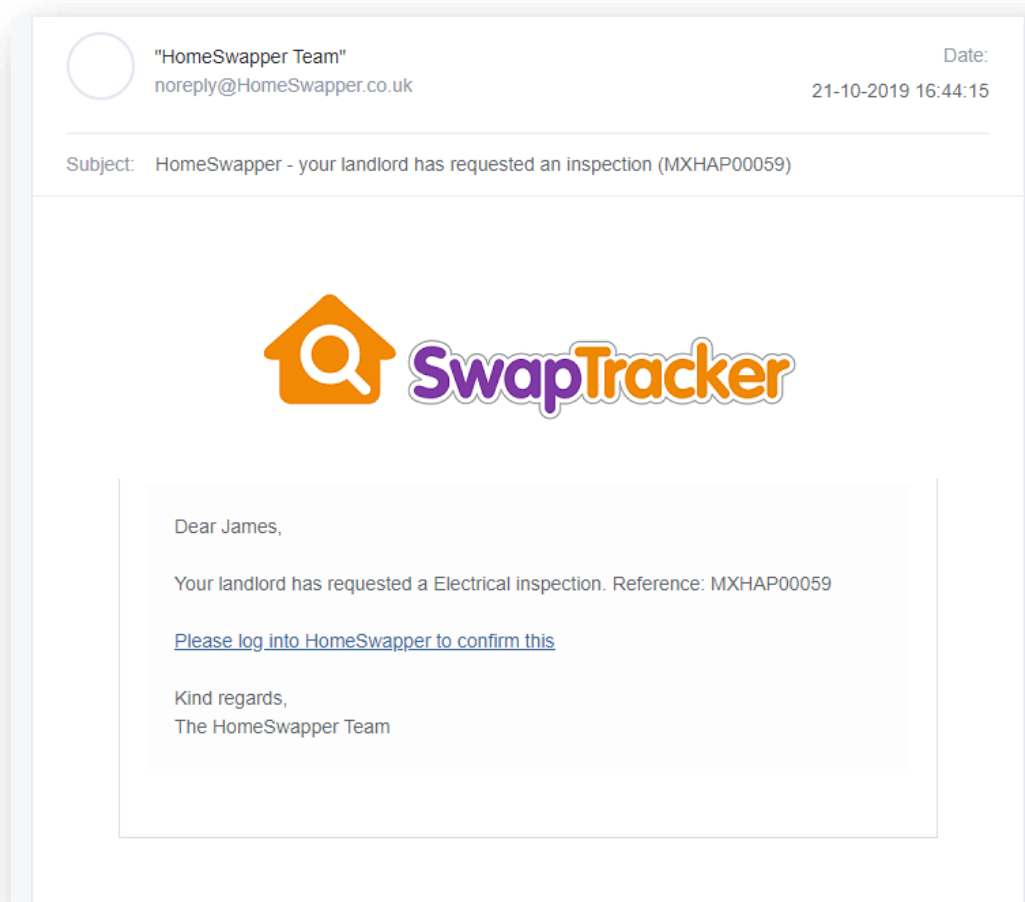 "HomeSwapper Team"
Date:
noreply@HomeSwapper.co.uk
21-10-2019 16:44:15
Subject: HomeSwapper - your landlord has requested an inspection (MXHAP00059)
SwapTracker
Dear James,
Your landlord has requested a Electrical inspection. Reference: MXHAP00059
Please log into HomeSwapper to confirm this
Kind regards,
The HomeSwapper Team